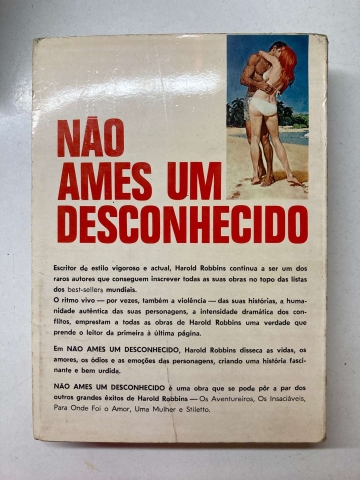 NÃO
AMES UM
DESCONHECIDO
Escritor de estilo vigoroso e actual, Harold Robbins continua a ser um dos
raros autores que conseguem inscrever todas as suas obras no topo das listas
dos best-sellers mundiais.
O ritmo vivo — por vezes, também a violência — das suas histórias, a huma-
nidade autêntica das suas personagens, a intensidade dramática dos con-
flitos, emprestam a todas as obras de Harold Robbins uma verdade que
prende o leitor da primeira à última página.
Em NÃO AMES UM DESCONHECIDO, Harold Robbins disseca as vidas, os
amores, os ódios e as emoções das personagens, criando uma história fasci-
nante e bem urdida.
NÃO AMES UM DESCONHECIDO é uma obra que se pode pôr a par dos
outros grandes êxitos de Harold Robbins — Os Aventureiros, Os Insaciáveis,
Para Onde Foi o Amor, Uma Mulher e Stiletto.